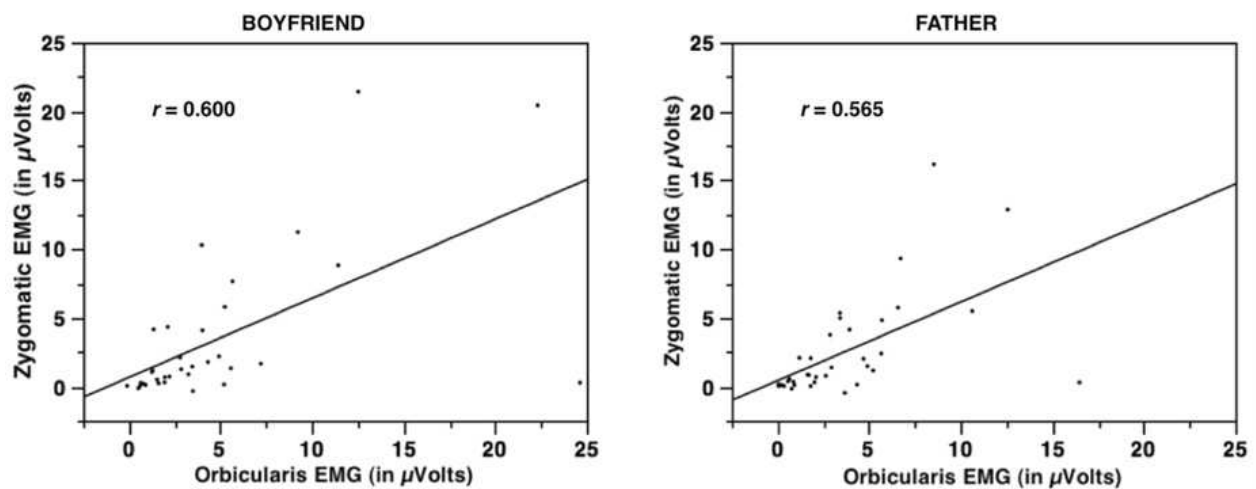 BOYFRIEND
25
20
15
10
5
0
Zygomatic EMG (in µVolts)
r = 0.600
0 5 10 15 20 25
Orbicularis EMG (in µVolts)
FATHER
25
20
15
10
5
0
Zygomatic EMG (in µVolts)
r = 0.565
0 5 10 15 20 25
Orbicularis EMG (in µVolts)